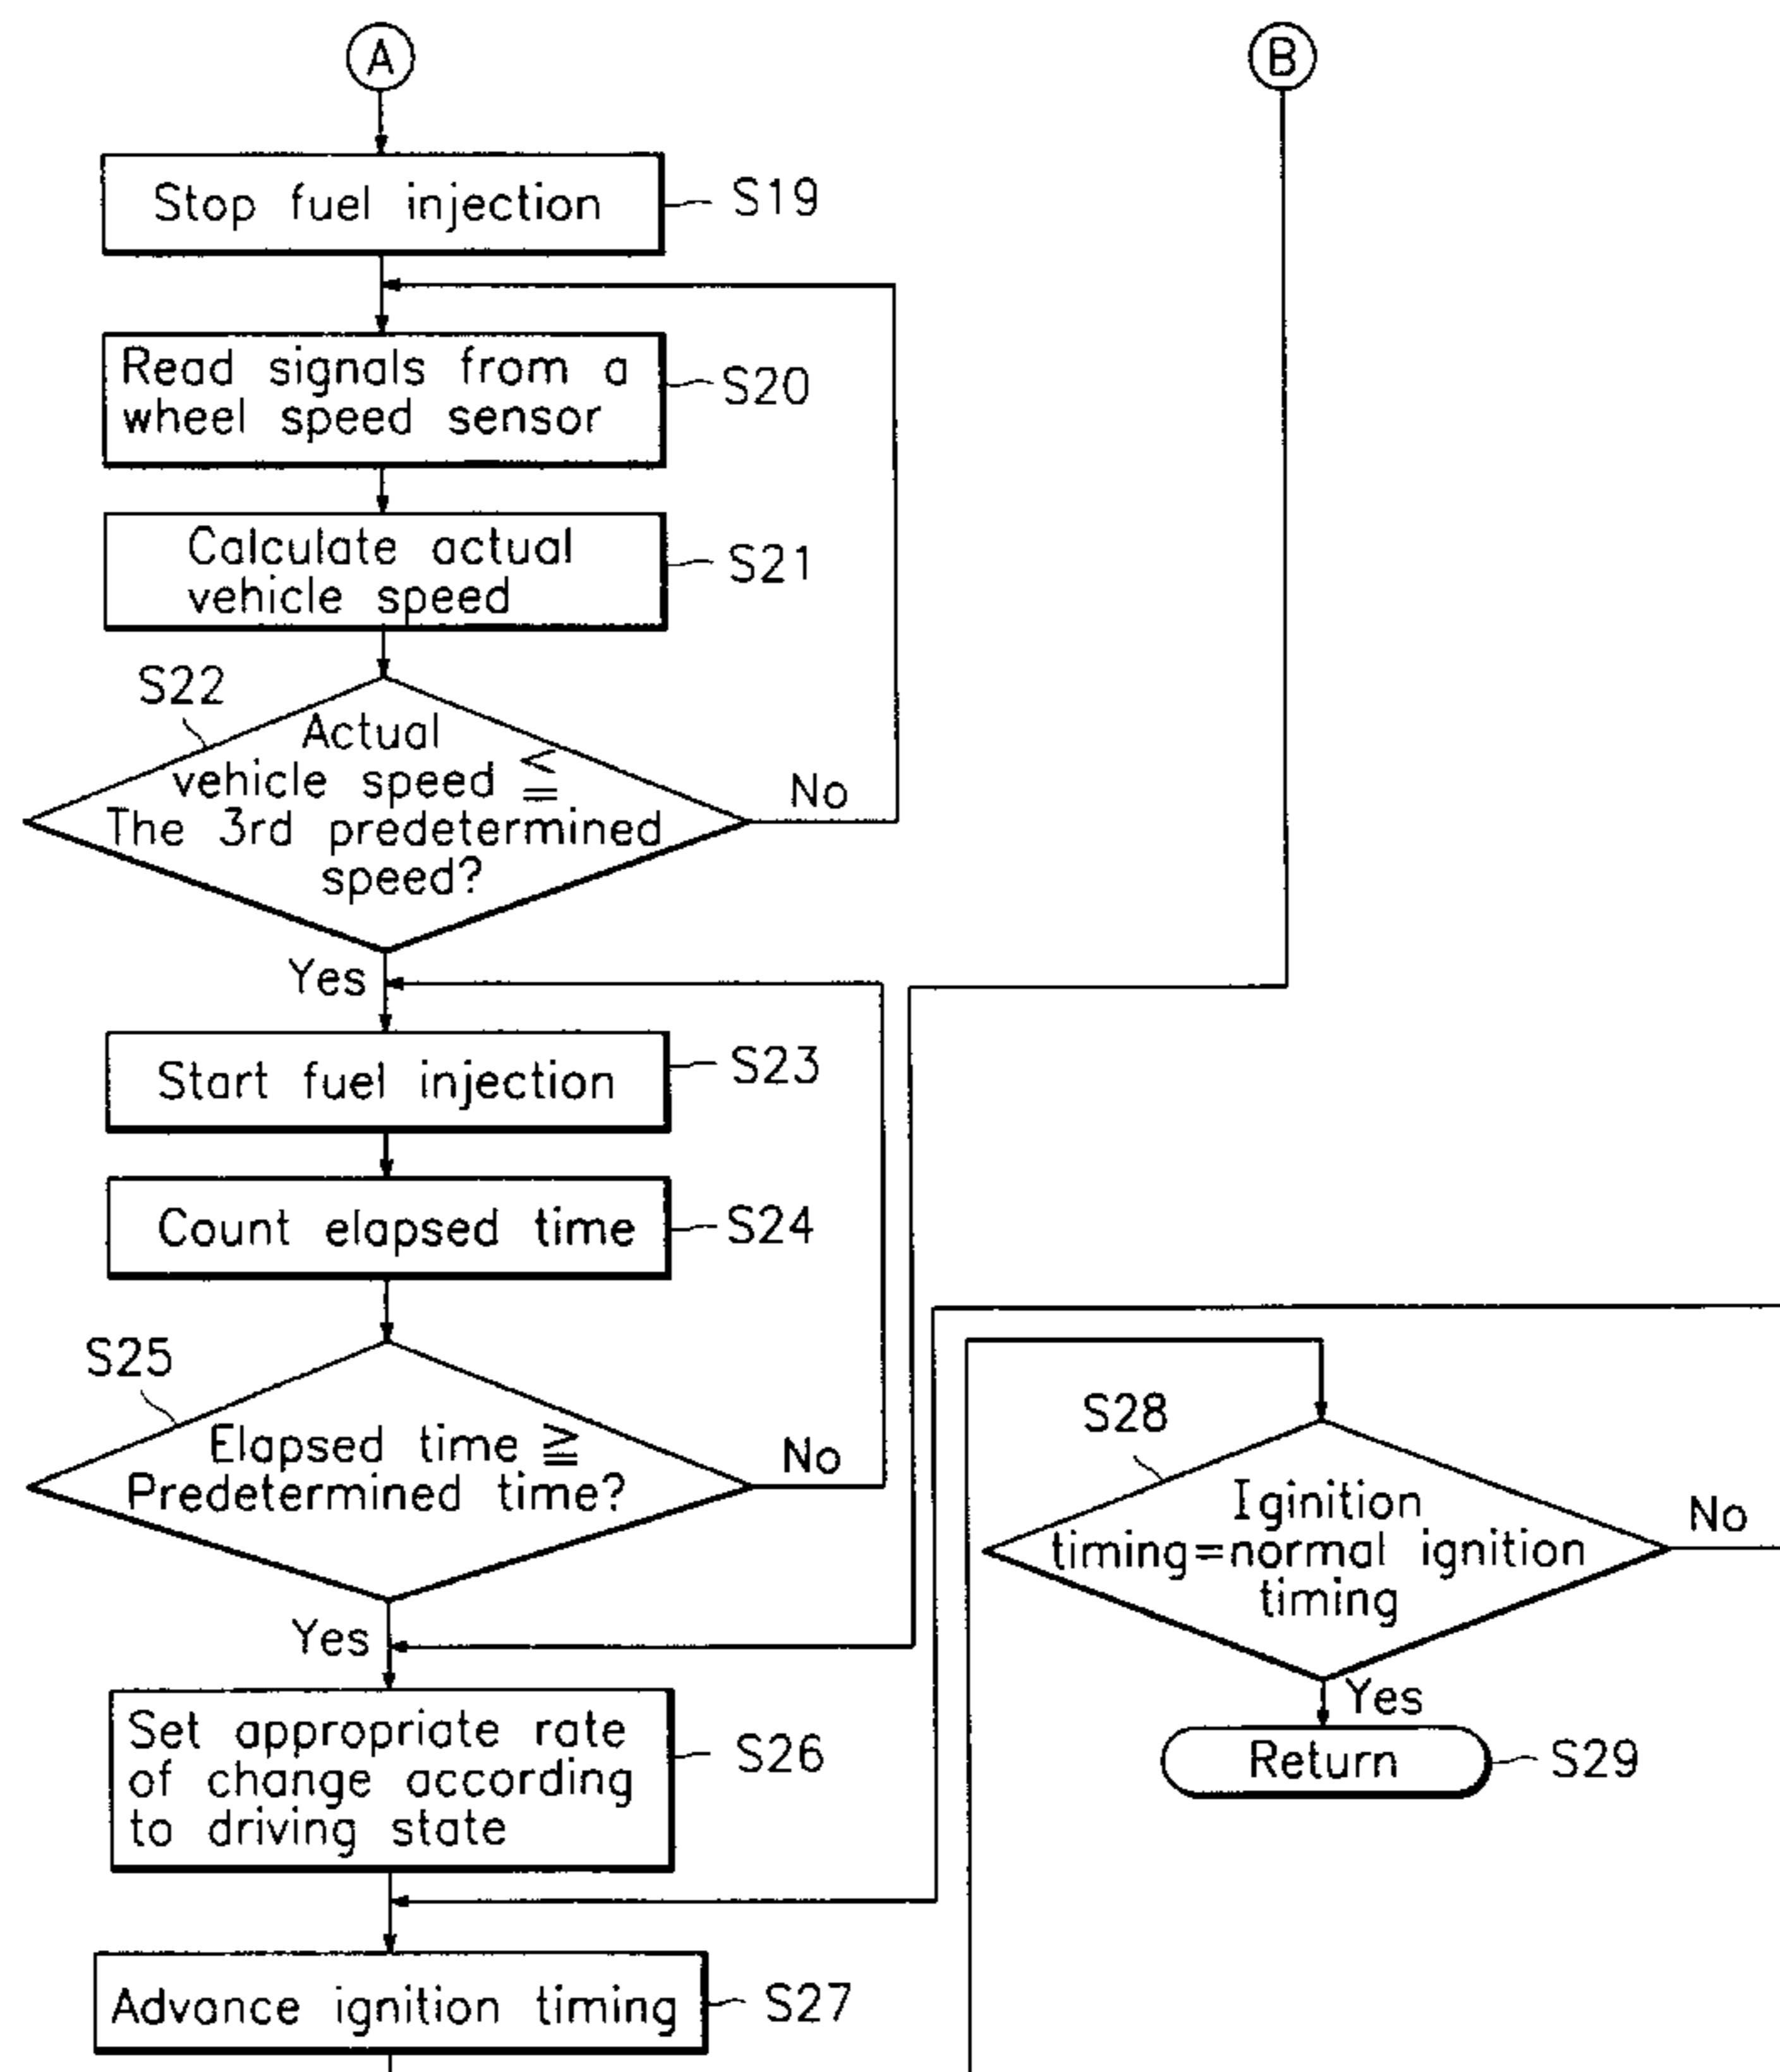 A
B
Stop fuel injection
S19
Read signals from a
wheel speed sensor
S20
Calculate actual
vehicle speed
S21
S22
Actual
vehicle speed ≦
The 3rd predetermined
speed?
No
Yes
Start fuel injection
S23
Count elapsed time
S24
S25
Elapsed time ≧
Predetermined time?
No
Yes
Set appropriate rate
of change according
to driving state
S26
Advance ignition timing
S27
S28
Iginition
timing=normal ignition
timing
No
Yes
Return
S29